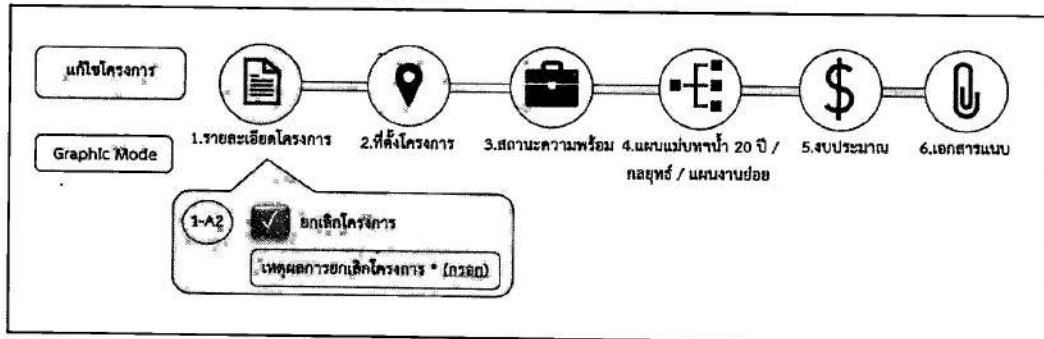 แก้ไขโครงการ
Graphic Mode
1.รายละเอียดโครงการ
2.ที่ตั้งโครงการ
3.สถานะความพร้อม
4.แผนแม่บทฯน้ำ 20 ปี /
กลยุทธ์ / แผนงานย่อย
5.งบประมาณ
6.เอกสารแนบ
1-A2
ยกเลิกโครงการ
เหตุผลการยกเลิกโครงการ * (กรอก)